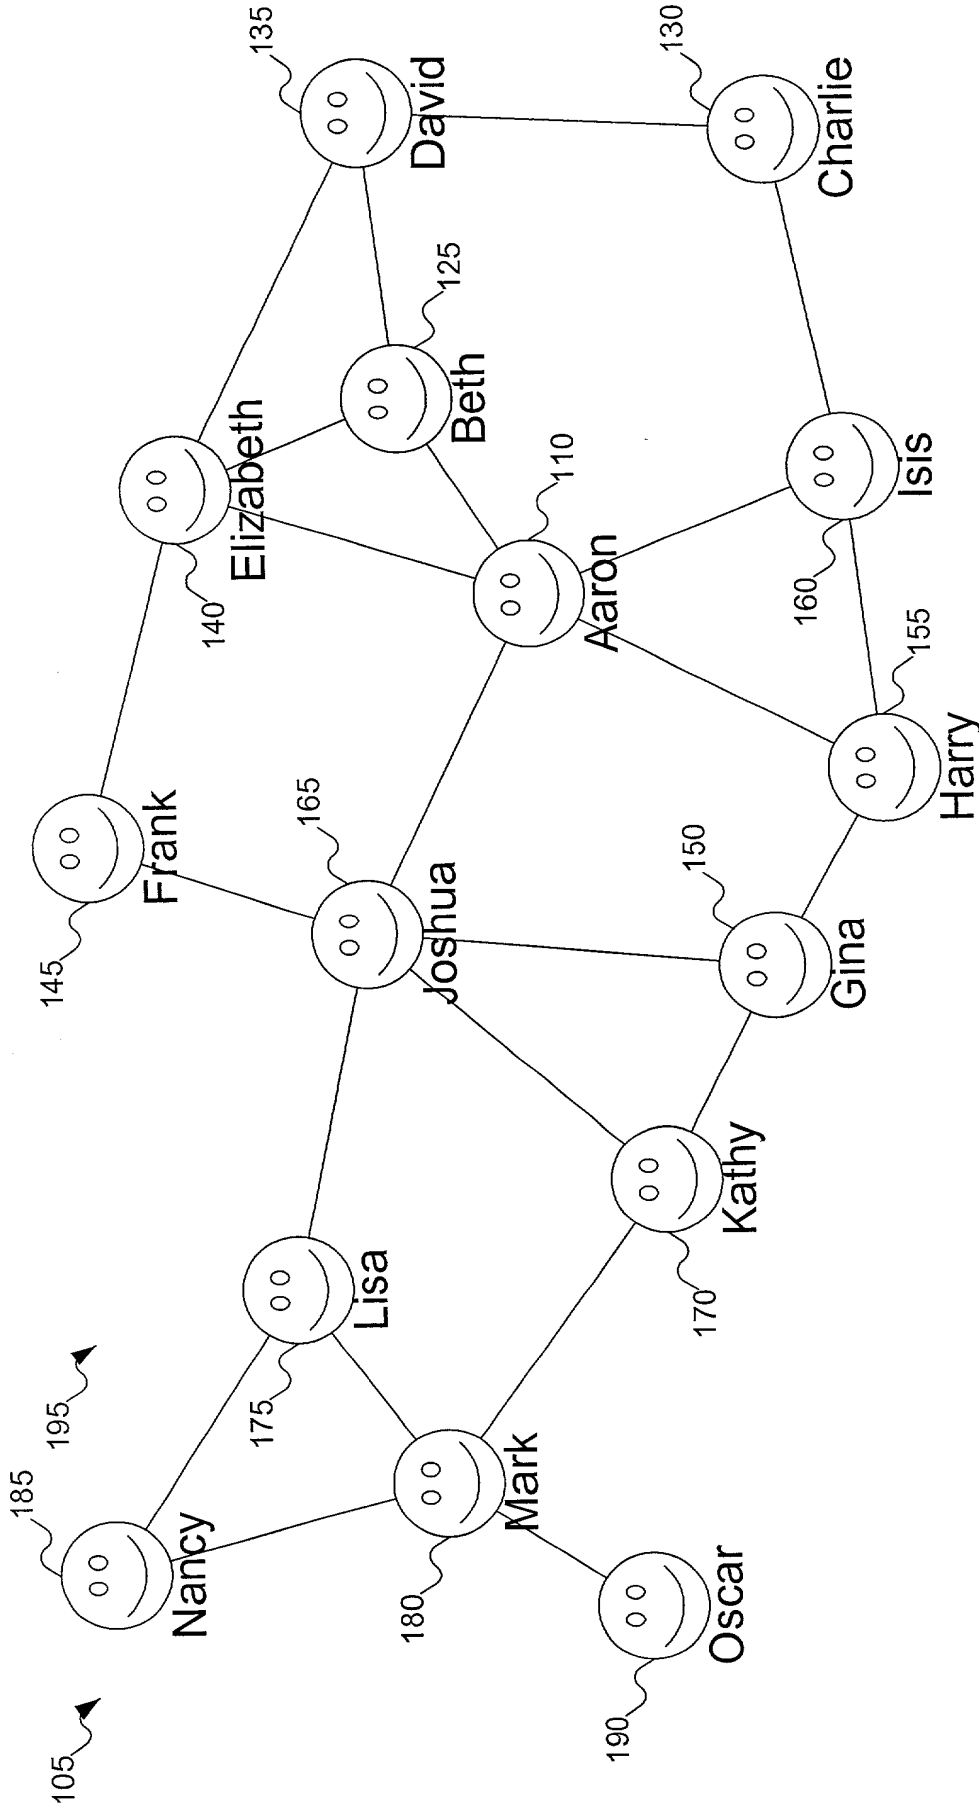 105
195
185
Nancy
190
Oscar
180
Mark
175
Lisa
170
Kathy
145
Frank
165
Joshua
150
Gina
155
Harry
140
Elizabeth
110
Aaron
160
Isis
125
Beth
135
David
130
Charlie